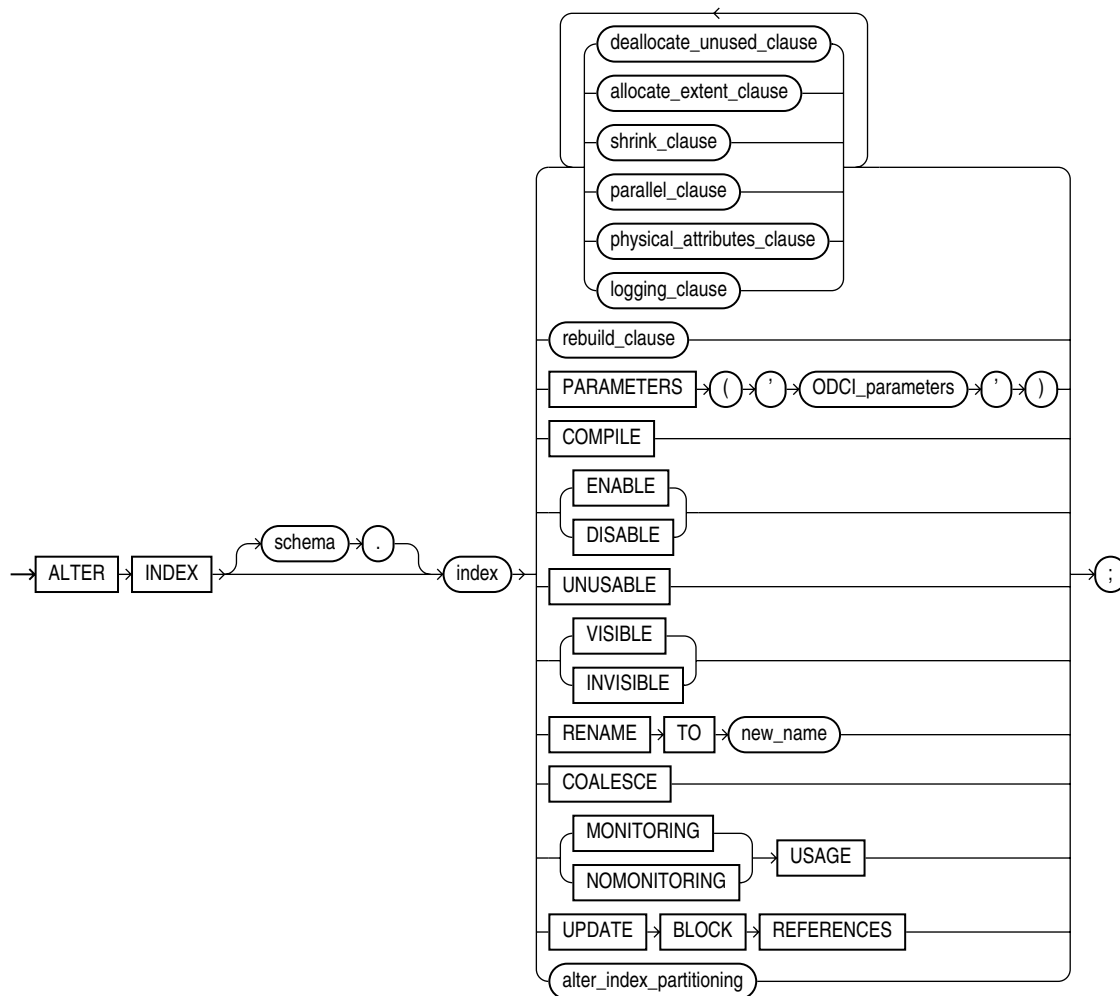 deallocate_unused_clause
allocate_extent_clause
shrink_clause
parallel_clause
physical_attributes_clause
logging_clause
rebuild_clause
PARAMETERS ( ' ODCI_parameters ' )
COMPILE
ENABLE
DISABLE
schema .
ALTER INDEX index UNUSABLE ;
VISIBLE
INVISIBLE
RENAME TO new_name
COALESCE
MONITORING
USAGE
NOMONITORING
UPDATE BLOCK REFERENCES
alter_index_partitioning